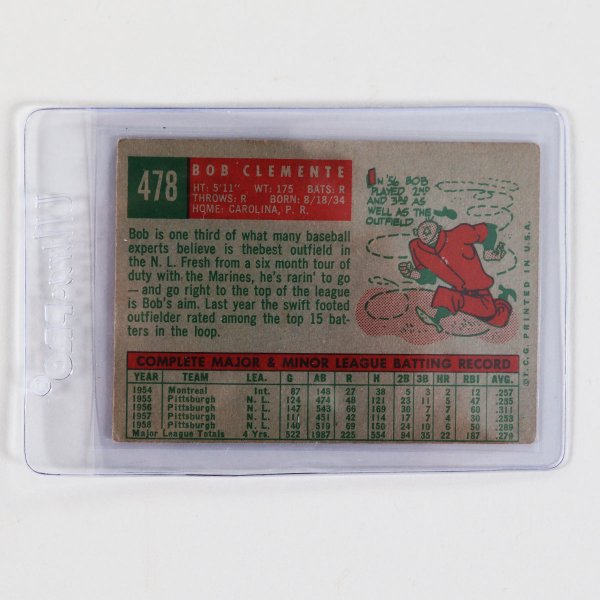 478
BOB CLEMENTE
HT: 5'11" WT: 175 BATS: R
THROWS: R BORN: 8/18/34
HOME: CAROLINA, P. R.
IN '56 BOB
PLAYED 2ND
AND 3RD AS
WELL AS THE
OUTFIELD.
Bob is one third of what many baseball
experts believe is thebest outfield in
the N. L. Fresh from a six month tour of
duty with the Marines, he's rarin' to go
—and go right to the top of the league
is Bob's aim. Last year the swift footed
outfielder rated among the top 15 bat-
ters in the loop.
COMPLETE MAJOR & MINOR LEAGUE BATTING RECORD
YEAR TEAM LEA. G AB R H 2B 3B HR RBI AVG.
1954 Montreal Int. 87 148 27 38 5 3 2 12 .257
1955 Pittsburgh N. L. 124 474 48 121 23 11 5 47 .255
1956 Pittsburgh N. L. 147 543 66 169 30 7 7 60 .311
1957 Pittsburgh N. L. 111 451 42 114 17 7 4 30 .253
1958 Pittsburgh N. L. 140 519 69 150 24 10 6 50 .289
Major League Totals 4 Yrs. 522 1987 225 554 94 35 22 187 .279
©T.C.G. PRINTED IN U.S.A.